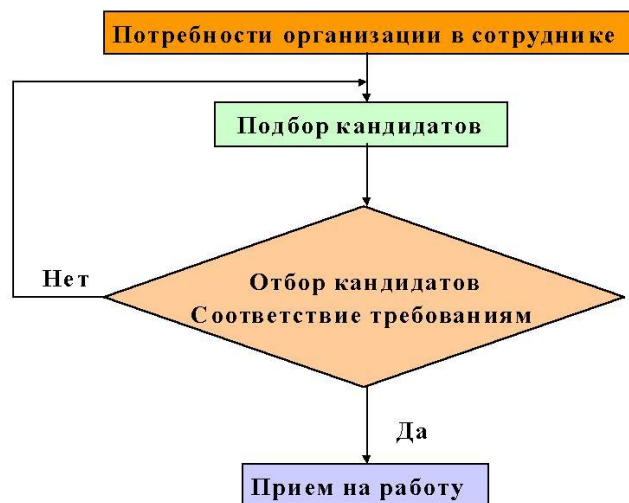 Потребности организации в сотруднике
Подбор кандидатов
Нет
Отбор кандидатов
Соответствие требованиям
Да
Прием на работу